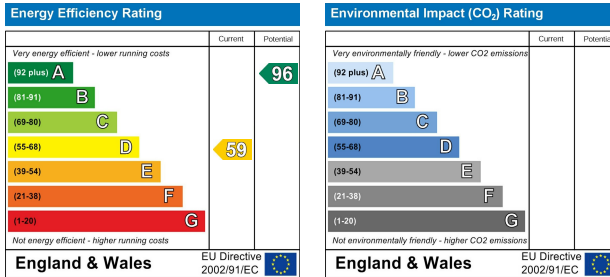 Energy Efficiency Rating
Current Potential
Very energy efficient - lower running costs
(92 plus) A
96
(81-91) B
(69-80) C
(55-68) D
59
(39-54) E
(21-38) F
(1-20) G
Not energy efficient - higher running costs
England & Wales
EU Directive
2002/91/EC
Environmental Impact (CO2) Rating
Current Potential
Very environmentally friendly - lower CO2 emissions
(92 plus) A
(81-91) B
(69-80) C
(55-68) D
(39-54) E
(21-38) F
(1-20) G
Not environmentally friendly - higher CO2 emissions
England & Wales
EU Directive
2002/91/EC